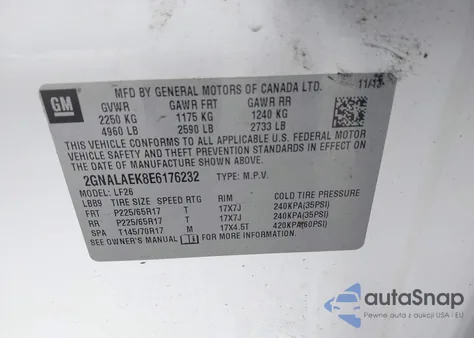 GM
MFD BY GENERAL MOTORS OF CANADA LTD. 11/13
GVWR GAWR FRT GAWR RR
2250 KG 1175 KG 1240 KG
4960 LB 2590 LB 2733 LB
THIS VEHICLE CONFORMS TO ALL APPLICABLE U.S. FEDERAL MOTOR
VEHICLE SAFETY, BUMPER, AND THEFT PREVENTION STANDARDS IN EFFECT ON
THE DATE OF MANUFACTURE SHOWN ABOVE.
2GNALAEK8E6176232 TYPE: M.P.V.
MODEL: LF26
LBB9 TIRE SIZE SPEED RTG RIM COLD TIRE PRESSURE
FRT P225/65R17 T 17X7J 240KPA(35PSI)
RR P225/65R17 T 17X7J 240KPA(35PSI)
SPA T145/70R17 M 17X4.5T 420KPA(60PSI)
SEE OWNER'S MANUAL FOR MORE INFORMATION.
autoSnap
Pewne auta z aukcji USA i EU